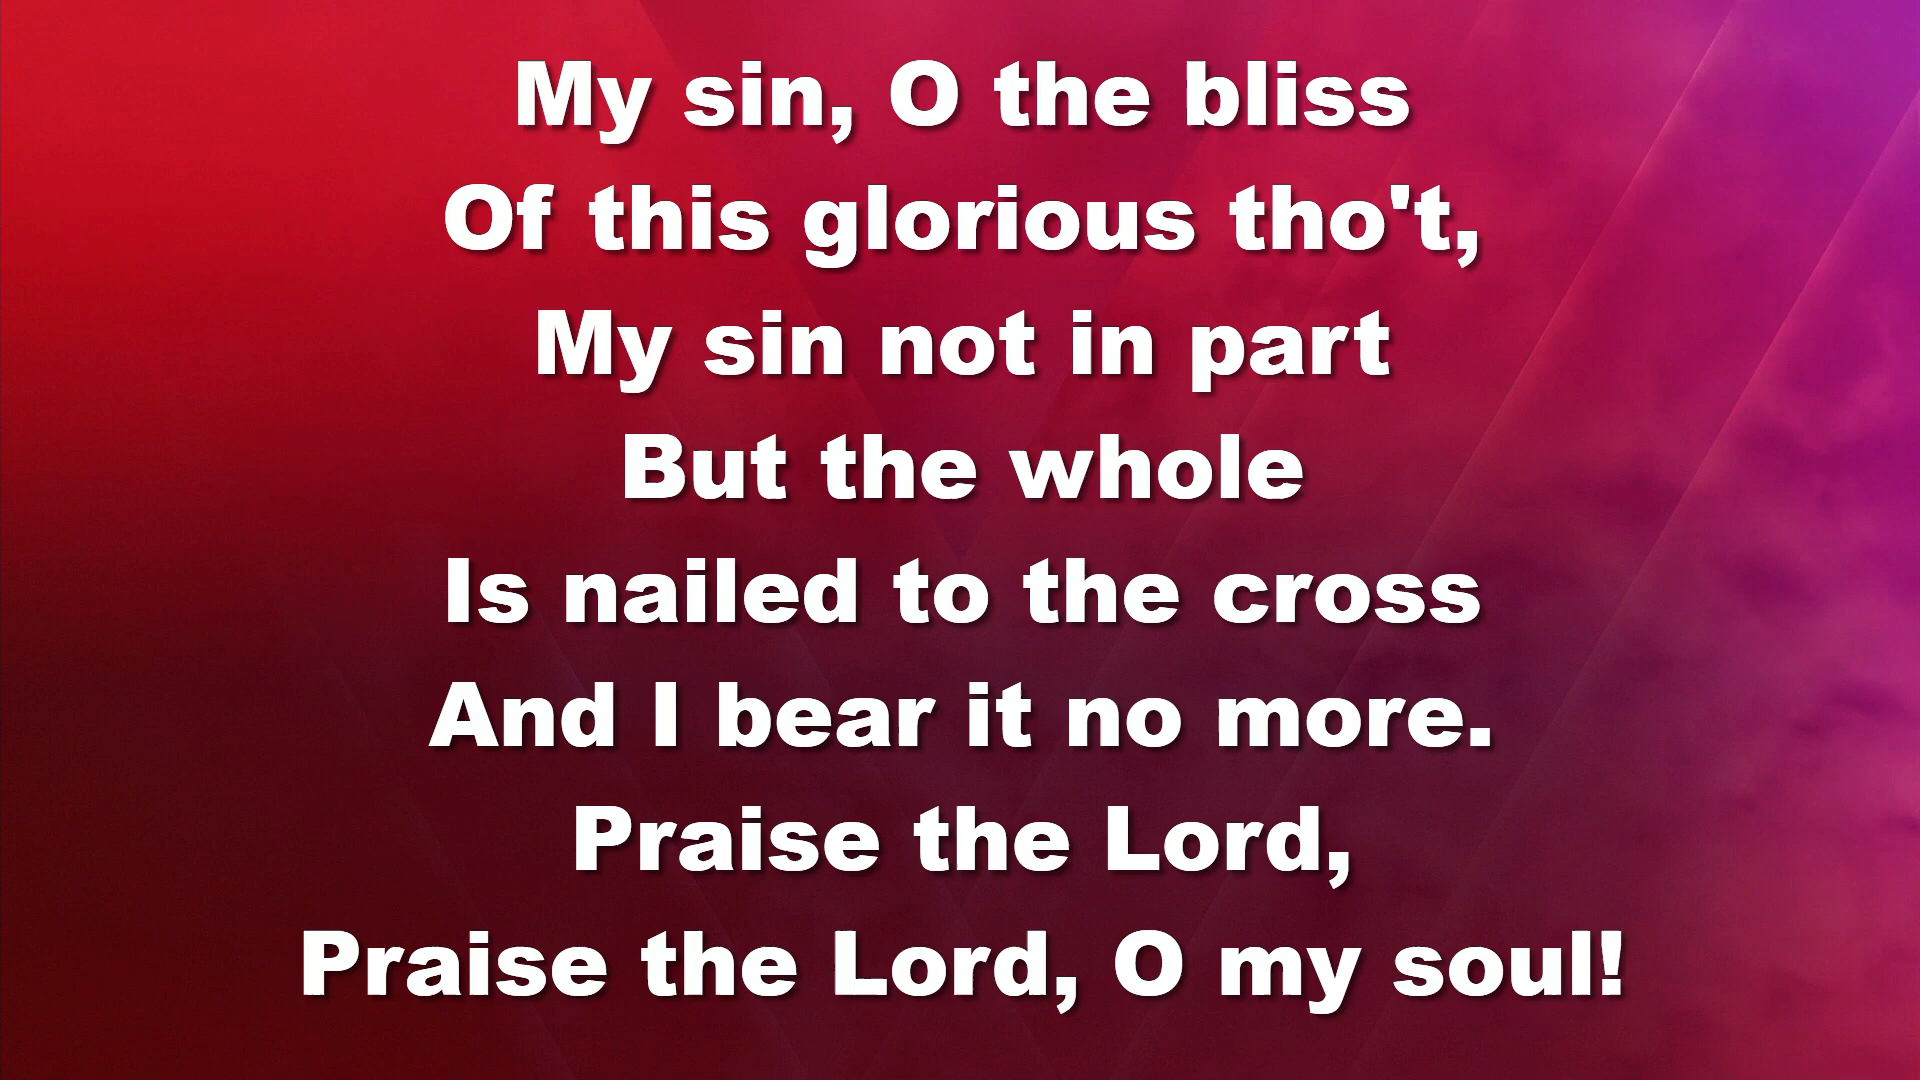 My sin, O the bliss
Of this glorious tho't,
My sin not in part
But the whole
Is nailed to the cross
And I bear it no more.
Praise the Lord,
Praise the Lord, O my soul!